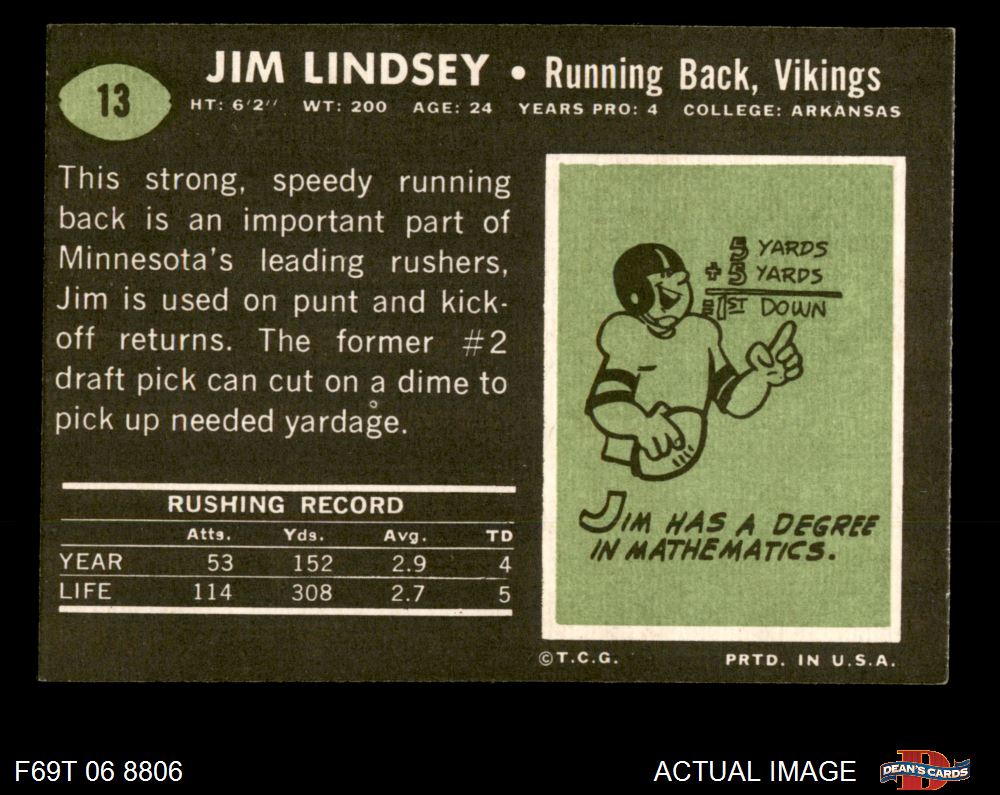 13
JIM LINDSEY • Running Back, Vikings
HT: 6'2" WT: 200 AGE: 24 YEARS PRO: 4 COLLEGE: ARKANSAS
This strong, speedy running
back is an important part of
Minnesota's leading rushers,
Jim is used on punt and kick-
off returns. The former #2
draft pick can cut on a dime to
pick up needed yardage.
RUSHING RECORD
Atts. Yds. Avg. TD
YEAR 53 152 2.9 4
LIFE 114 308 2.7 5
5 YARDS
+5 YARDS
=1ST DOWN
JIM HAS A DEGREE
IN MATHEMATICS.
©T.C.G. PRTD. IN U.S.A.
F69T 06 8806
ACTUAL IMAGE
D
DEAN'S CARDS